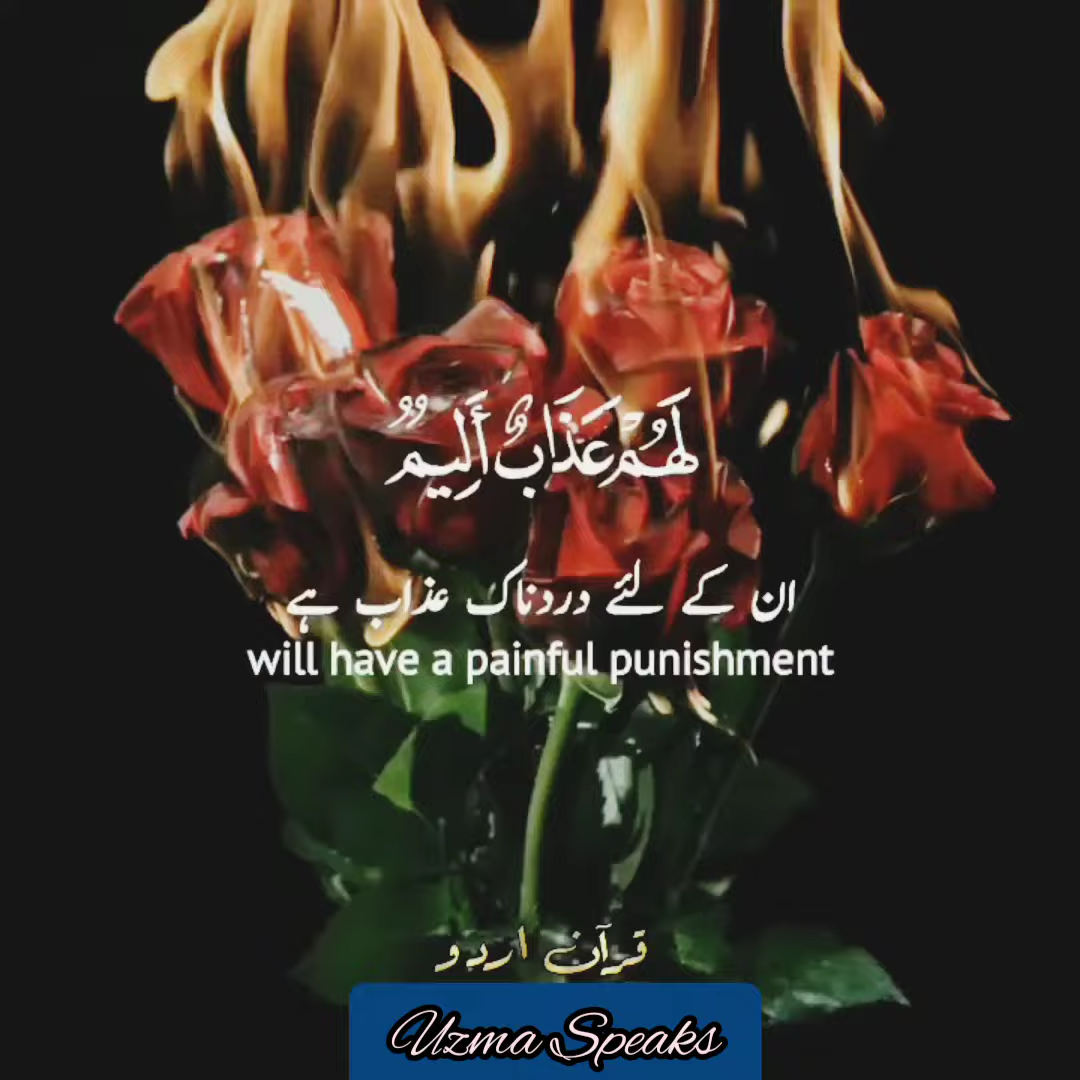 لَهُمْ عَذَابٌ أَلِيمٌ
ان کے لئے دردناک عذاب ہے
will have a painful punishment
قرآن اردو
Uzma Speaks